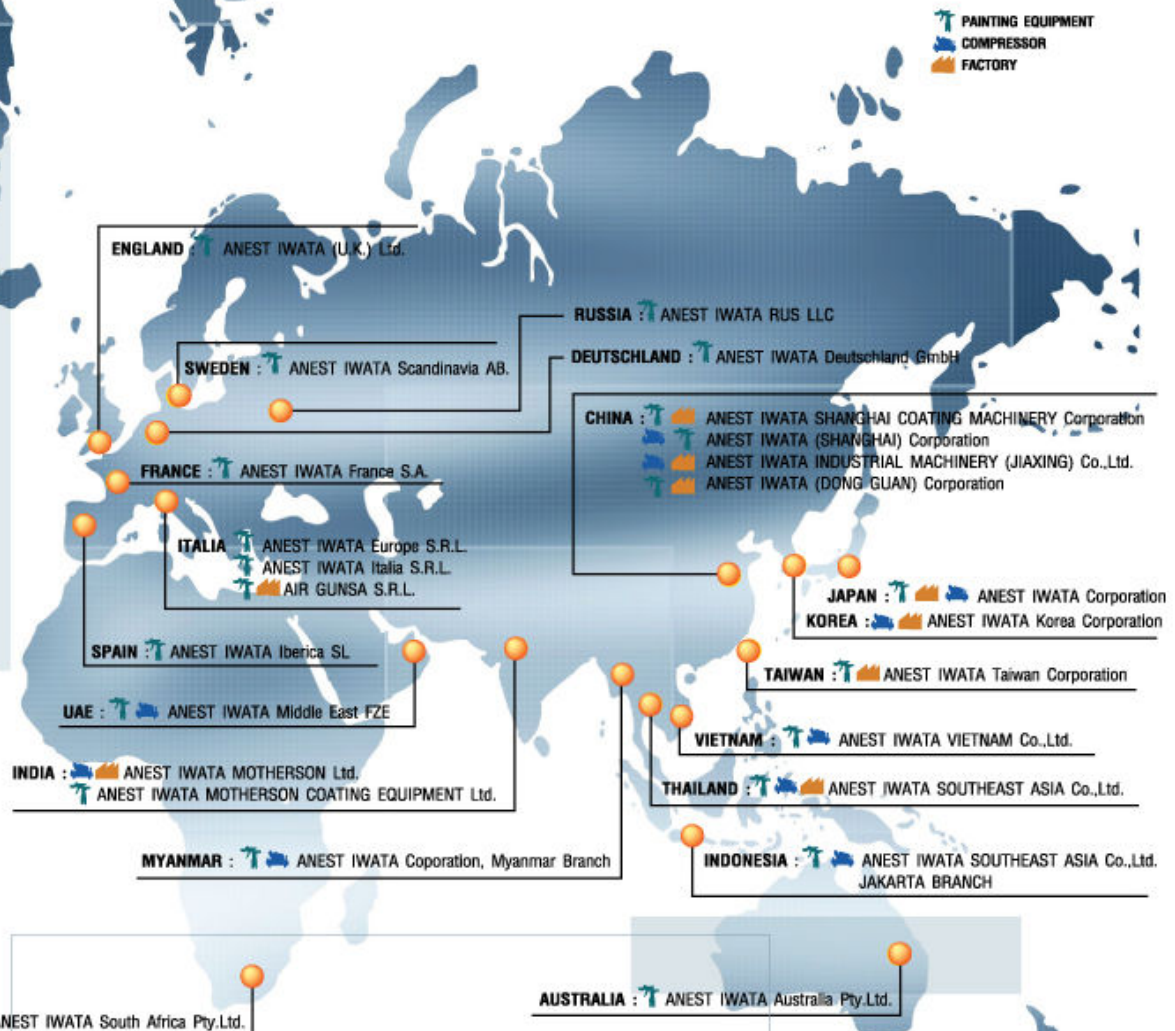 PAINTING EQUIPMENT
COMPRESSOR
FACTORY
ENGLAND : ANEST IWATA (U.K.) Ltd.
RUSSIA : ANEST IWATA RUS LLC
SWEDEN : ANEST IWATA Scandinavia AB.
DEUTSCHLAND : ANEST IWATA Deutschland GmbH
CHINA : ANEST IWATA SHANGHAI COATING MACHINERY Corporation
ANEST IWATA (SHANGHAI) Corporation
ANEST IWATA INDUSTRIAL MACHINERY (JIAXING) Co.,Ltd.
ANEST IWATA (DONG GUAN) Corporation
FRANCE : ANEST IWATA France S.A.
ITALIA ANEST IWATA Europe S.R.L.
ANEST IWATA Italia S.R.L.
AIR GUNSA S.R.L.
JAPAN : ANEST IWATA Corporation
KOREA : ANEST IWATA Korea Corporation
SPAIN : ANEST IWATA Iberica SL
TAIWAN : ANEST IWATA Taiwan Corporation
UAE : ANEST IWATA Middle East FZE
VIETNAM : ANEST IWATA VIETNAM Co.,Ltd.
INDIA : ANEST IWATA MOTHERSON Ltd.
ANEST IWATA MOTHERSON COATING EQUIPMENT Ltd.
THAILAND : ANEST IWATA SOUTHEAST ASIA Co.,Ltd.
MYANMAR : ANEST IWATA Coporation, Myanmar Branch
INDONESIA : ANEST IWATA SOUTHEAST ASIA Co.,Ltd.
JAKARTA BRANCH
AUSTRALIA : ANEST IWATA Australia Pty.Ltd.
NEST IWATA South Africa Pty.Ltd.